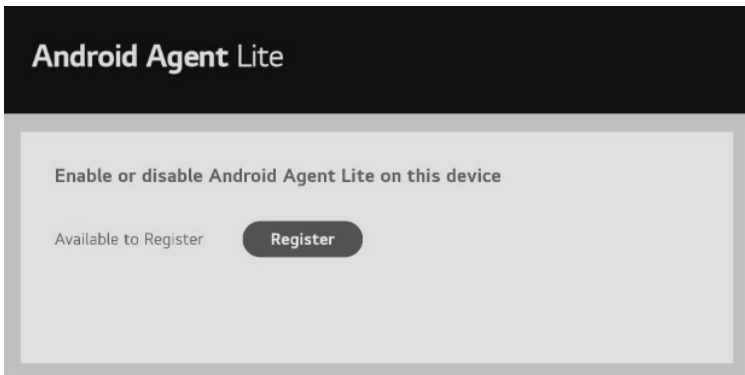 Android Agent Lite
Enable or disable Android Agent Lite on this device
Available to Register
Register